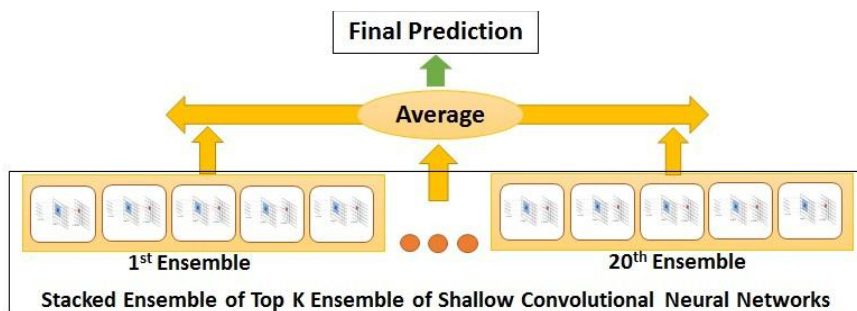 Final Prediction
Average
1st Ensemble
20th Ensemble
Stacked Ensemble of Top K Ensemble of Shallow Convolutional Neural Networks